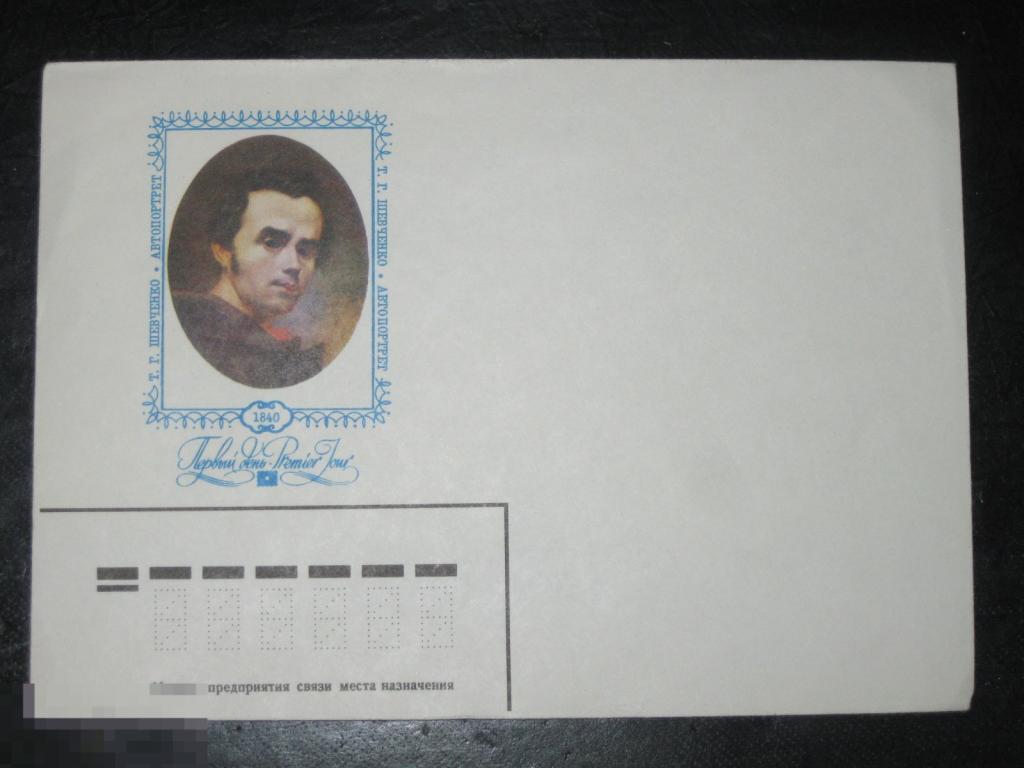 Т. Г. ШЕВЧЕНКО • АВТОПОРТРЕТ
Т. Г. ШЕВЧЕНКО • АВТОПОРТРЕТ
1840
Первый день · Premier Jour
предприятия связи места назначения